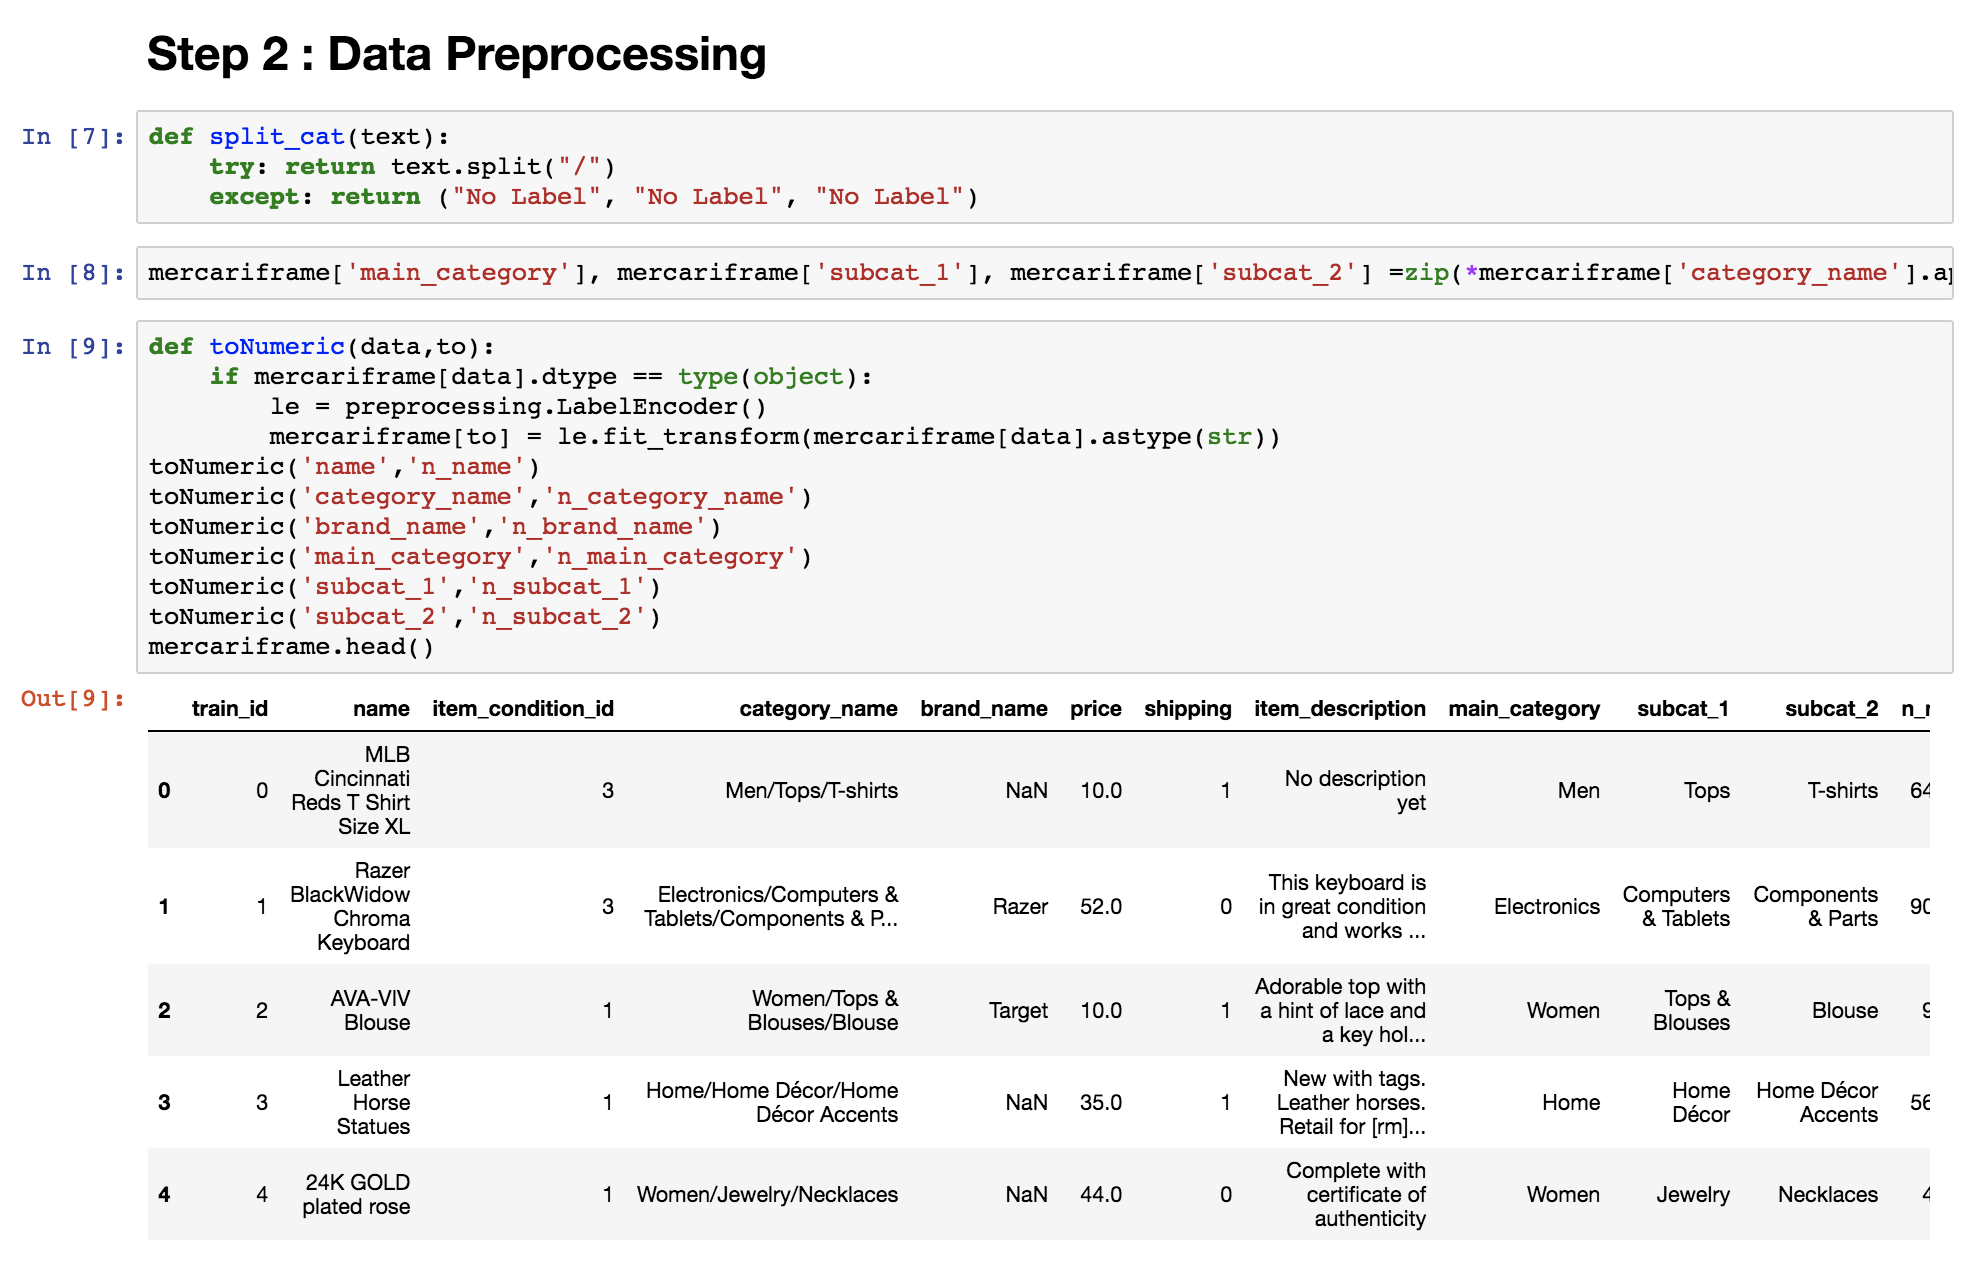 Step 2 : Data Preprocessing
In [7]:
def split_cat(text):
    try: return text.split("/")
    except: return ("No Label", "No Label", "No Label")
In [8]:
mercariframe['main_category'], mercariframe['subcat_1'], mercariframe['subcat_2'] =zip(*mercariframe['category_name'].ap
In [9]:
def toNumeric(data,to):
    if mercariframe[data].dtype == type(object):
        le = preprocessing.LabelEncoder()
        mercariframe[to] = le.fit_transform(mercariframe[data].astype(str))
toNumeric('name','n_name')
toNumeric('category_name','n_category_name')
toNumeric('brand_name','n_brand_name')
toNumeric('main_category','n_main_category')
toNumeric('subcat_1','n_subcat_1')
toNumeric('subcat_2','n_subcat_2')
mercariframe.head()
Out[9]:
train_id name item_condition_id category_name brand_name price shipping item_description main_category subcat_1 subcat_2
0 0 MLB Cincinnati Reds T Shirt Size XL 3 Men/Tops/T-shirts NaN 10.0 1 No description yet Men Tops T-shirts 64
1 1 Razer BlackWidow Chroma Keyboard 3 Electronics/Computers & Tablets/Components & P... Razer 52.0 0 This keyboard is in great condition and works ... Electronics Computers & Tablets Components & Parts 90
2 2 AVA-VIV Blouse 1 Women/Tops & Blouses/Blouse Target 10.0 1 Adorable top with a hint of lace and a key hol... Women Tops & Blouses Blouse 9
3 3 Leather Horse Statues 1 Home/Home Décor/Home Décor Accents NaN 35.0 1 New with tags. Leather horses. Retail for [rm]... Home Home Décor Home Décor Accents 56
4 4 24K GOLD plated rose 1 Women/Jewelry/Necklaces NaN 44.0 0 Complete with certificate of authenticity Women Jewelry Necklaces 4